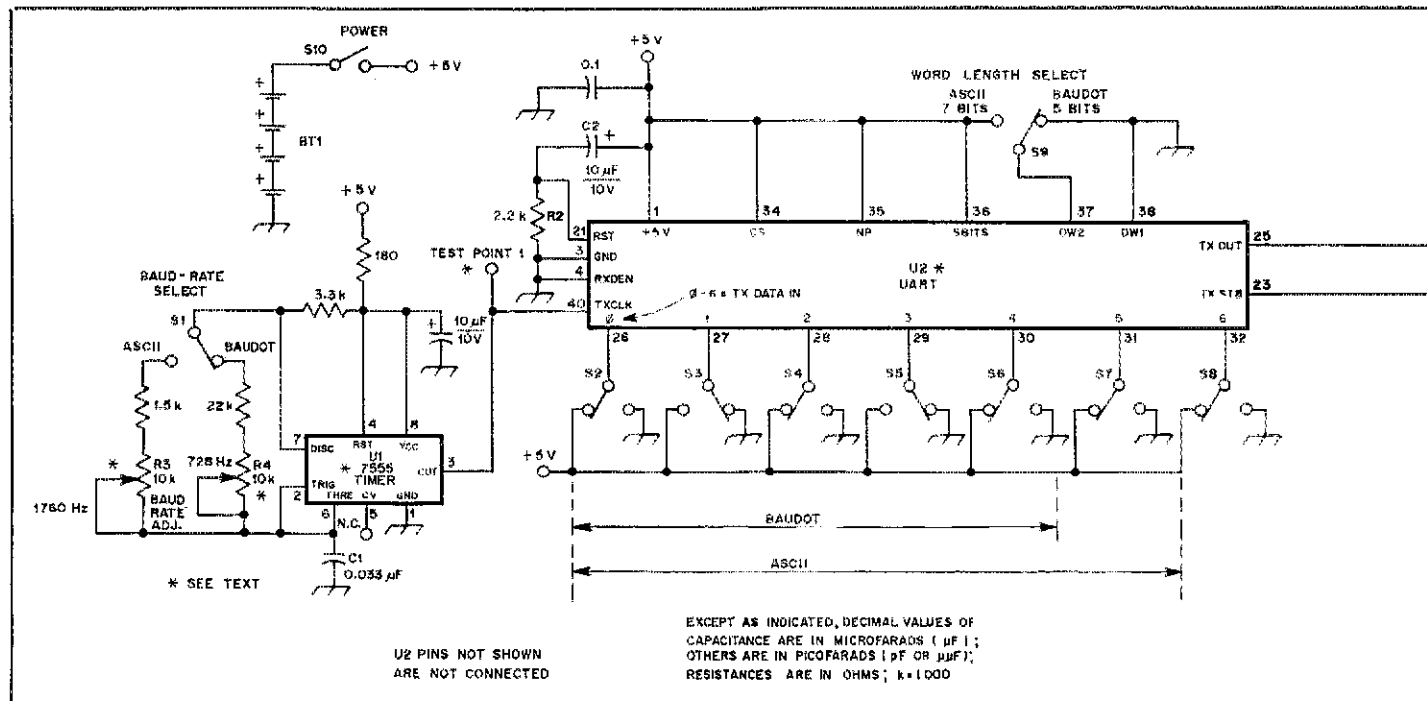 POWER
S10
+5V
+
+
+
+
BT1
+5V
0.1
C2
+
10 µF
10V
2.2 k
R2
WORD LENGTH SELECT
ASCII
7 BITS
BAUDOT
5 BITS
S9
1
34
35
36
37
38
+5V
CS
NP
SBITS
DW2
DW1
21
RST
3
GND
4
RXDEN
40
TXCLK
U2 *
UART
Ø-6 = TX DATA IN
TX OUT
25
TX STB
23
Ø
1
2
3
4
5
6
26
27
28
29
30
31
32
S2
S3
S4
S5
S6
S7
S8
+5V
BAUDOT
ASCII
+5V
180
TEST POINT 1
*
BAUD-RATE
SELECT
3.3k
S1
ASCII
BAUDOT
+
10 µF
10V
1.5 k
22k
4
8
7
DISC
RST
VCC
U1
* 7555
TIMER
OUT
3
TRIG
2
THRE
CV
GND
6
N.C.
5
1
*
R3
10k
728 Hz
R4
10k
*
1760 Hz
BAUD
RATE
ADJ.
C1
0.033 µF
* SEE TEXT
U2 PINS NOT SHOWN
ARE NOT CONNECTED
EXCEPT AS INDICATED, DECIMAL VALUES OF
CAPACITANCE ARE IN MICROFARADS ( µF ) ;
OTHERS ARE IN PICOFARADS ( pF OR µµF);
RESISTANCES ARE IN OHMS ; k=1000